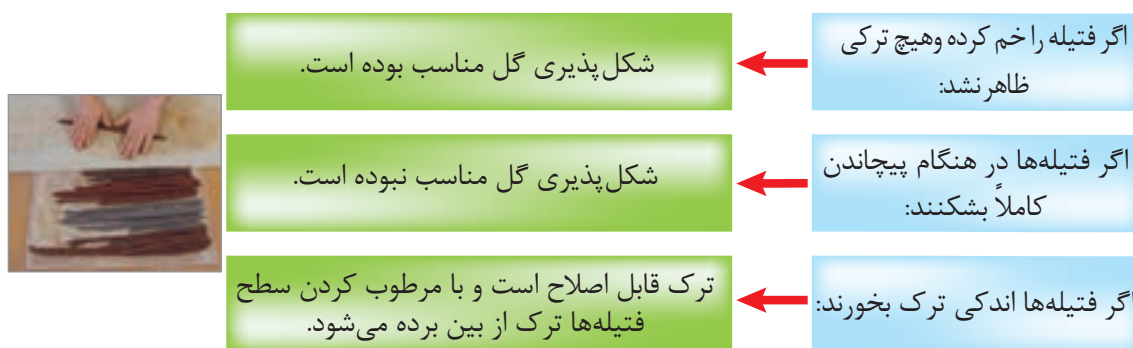 اگر فتیله را خم کرده وهیچ ترکی
ظاهرنشد:
شکل‌پذیری گل مناسب بوده است.
اگر فتیله‌ها در هنگام پیچاندن
کاملاً بشکنند:
شکل‌پذیری گل مناسب نبوده است.
اگر فتیله‌ها اندکی ترک بخورند:
ترک قابل اصلاح است و با مرطوب کردن سطح
فتیله‌ها ترک از بین برده می‌شود.